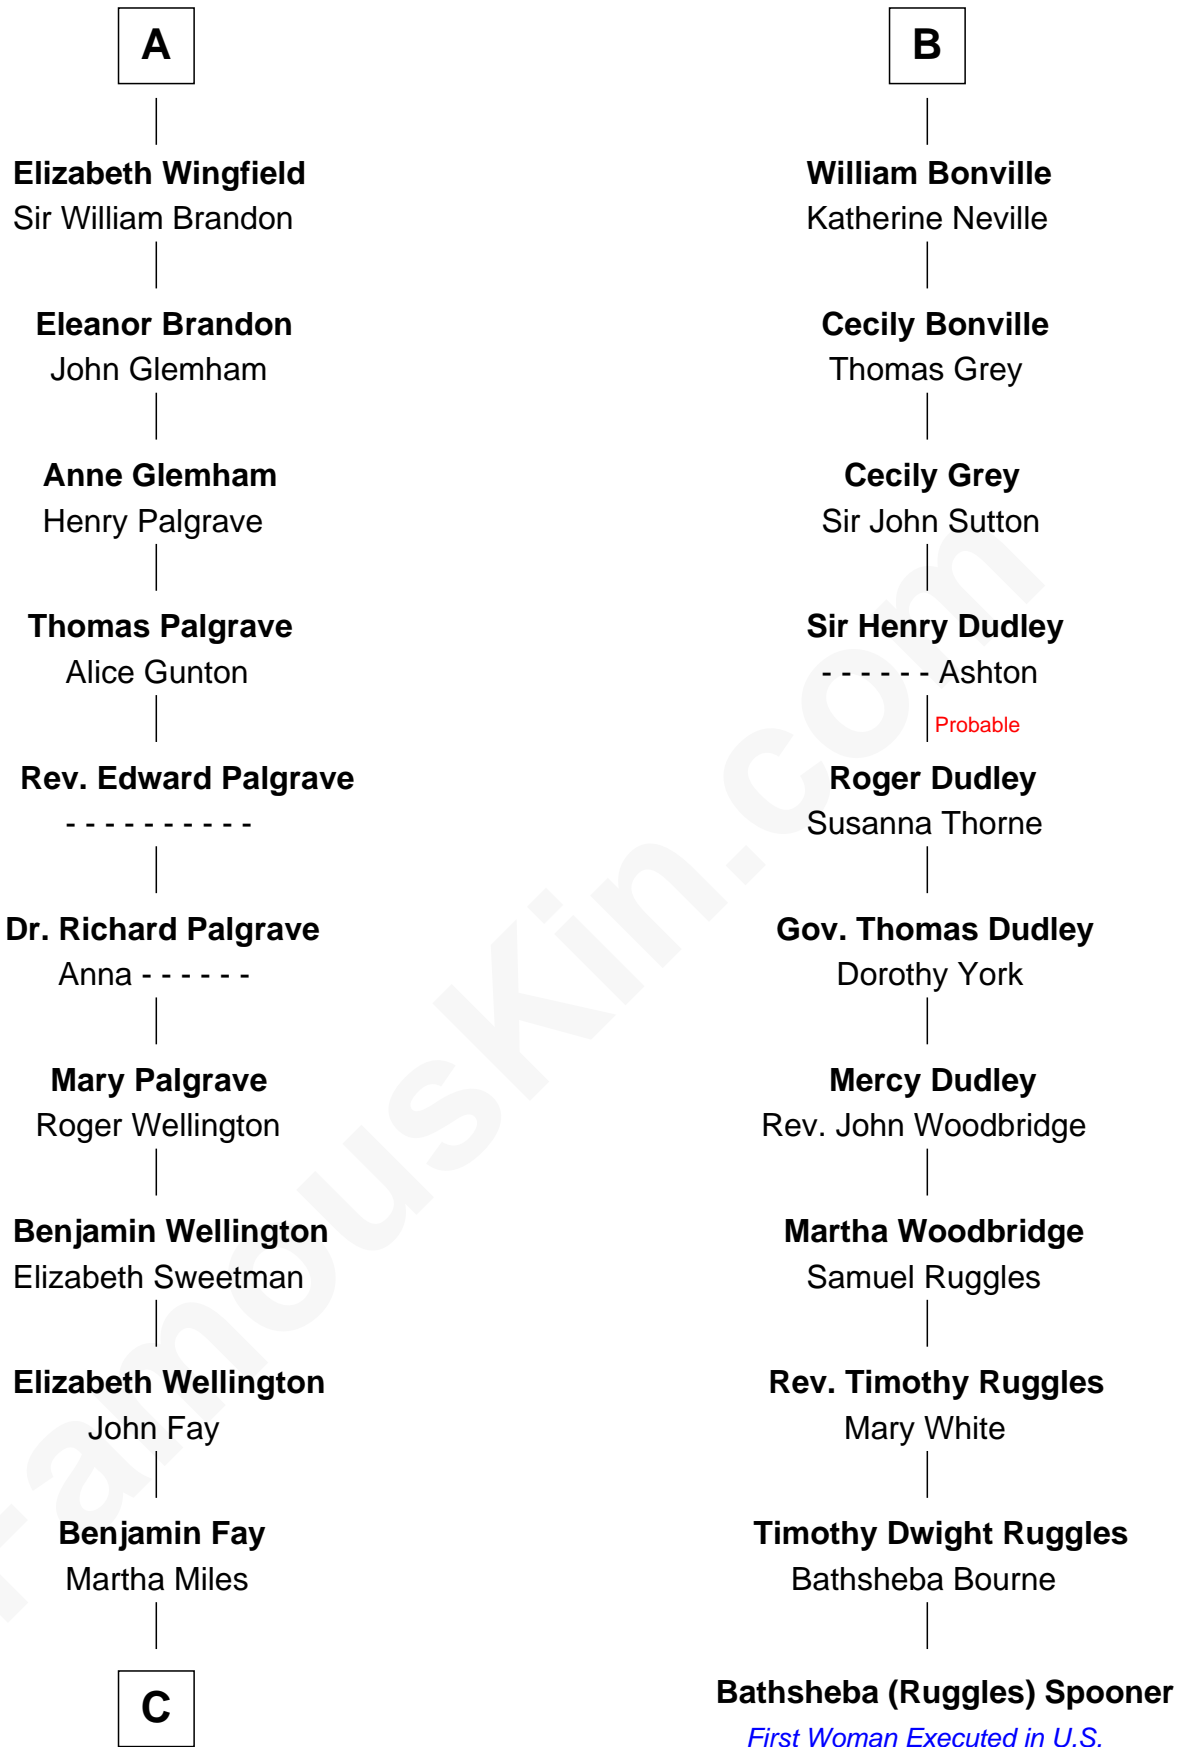 A
Elizabeth Wingfield
Sir William Brandon
Eleanor Brandon
John Glemham
Anne Glemham
Henry Palgrave
Thomas Palgrave
Alice Gunton
Rev. Edward Palgrave
- - - - - - - - - -
Dr. Richard Palgrave
Anna - - - - - -
Mary Palgrave
Roger Wellington
Benjamin Wellington
Elizabeth Sweetman
Elizabeth Wellington
John Fay
Benjamin Fay
Martha Miles
C
B
William Bonville
Katherine Neville
Cecily Bonville
Thomas Grey
Cecily Grey
Sir John Sutton
Sir Henry Dudley
- - - - - - Ashton
Probable
Roger Dudley
Susanna Thorne
Gov. Thomas Dudley
Dorothy York
Mercy Dudley
Rev. John Woodbridge
Martha Woodbridge
Samuel Ruggles
Rev. Timothy Ruggles
Mary White
Timothy Dwight Ruggles
Bathsheba Bourne
Bathsheba (Ruggles) Spooner
First Woman Executed in U.S.
FamousKin.com